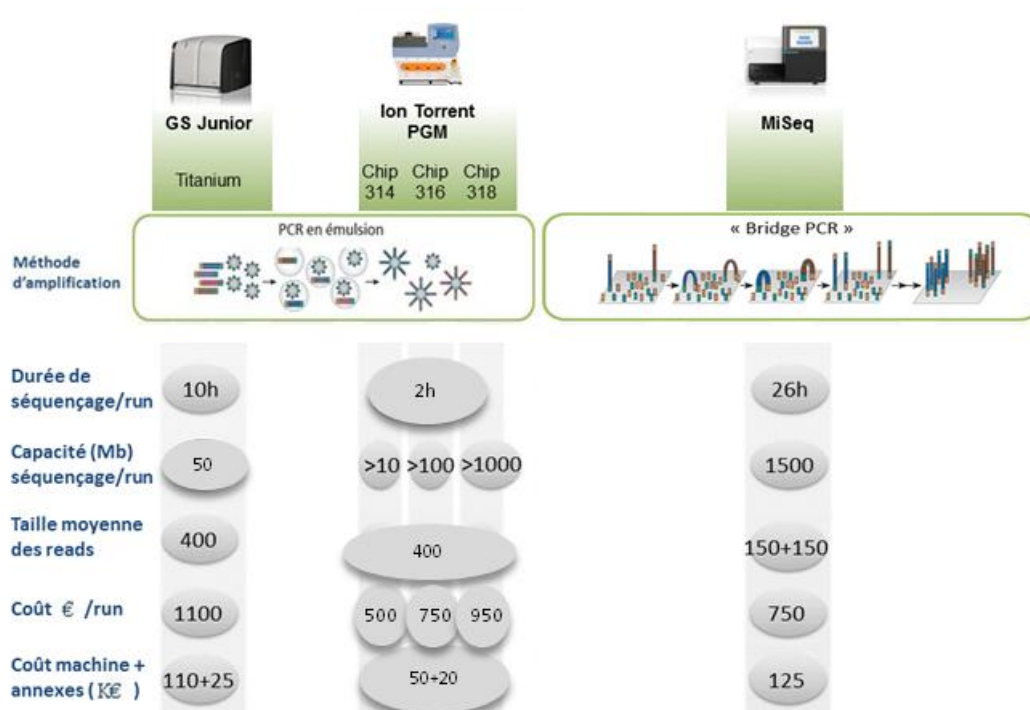 GS Junior
Titanium
Ion Torrent
PGM
Chip Chip Chip
314 316 318
MiSeq
Méthode
d'amplification
PCR en émulsion
« Bridge PCR »
Durée de
séquençage/run
10h
2h
26h
Capacité (Mb)
séquençage/run
50
>10 >100 >1000
1500
Taille moyenne
des reads
400
400
150+150
Coût € /run
1100
500 750 950
750
Coût machine +
annexes ( K€ )
110+25
50+20
125